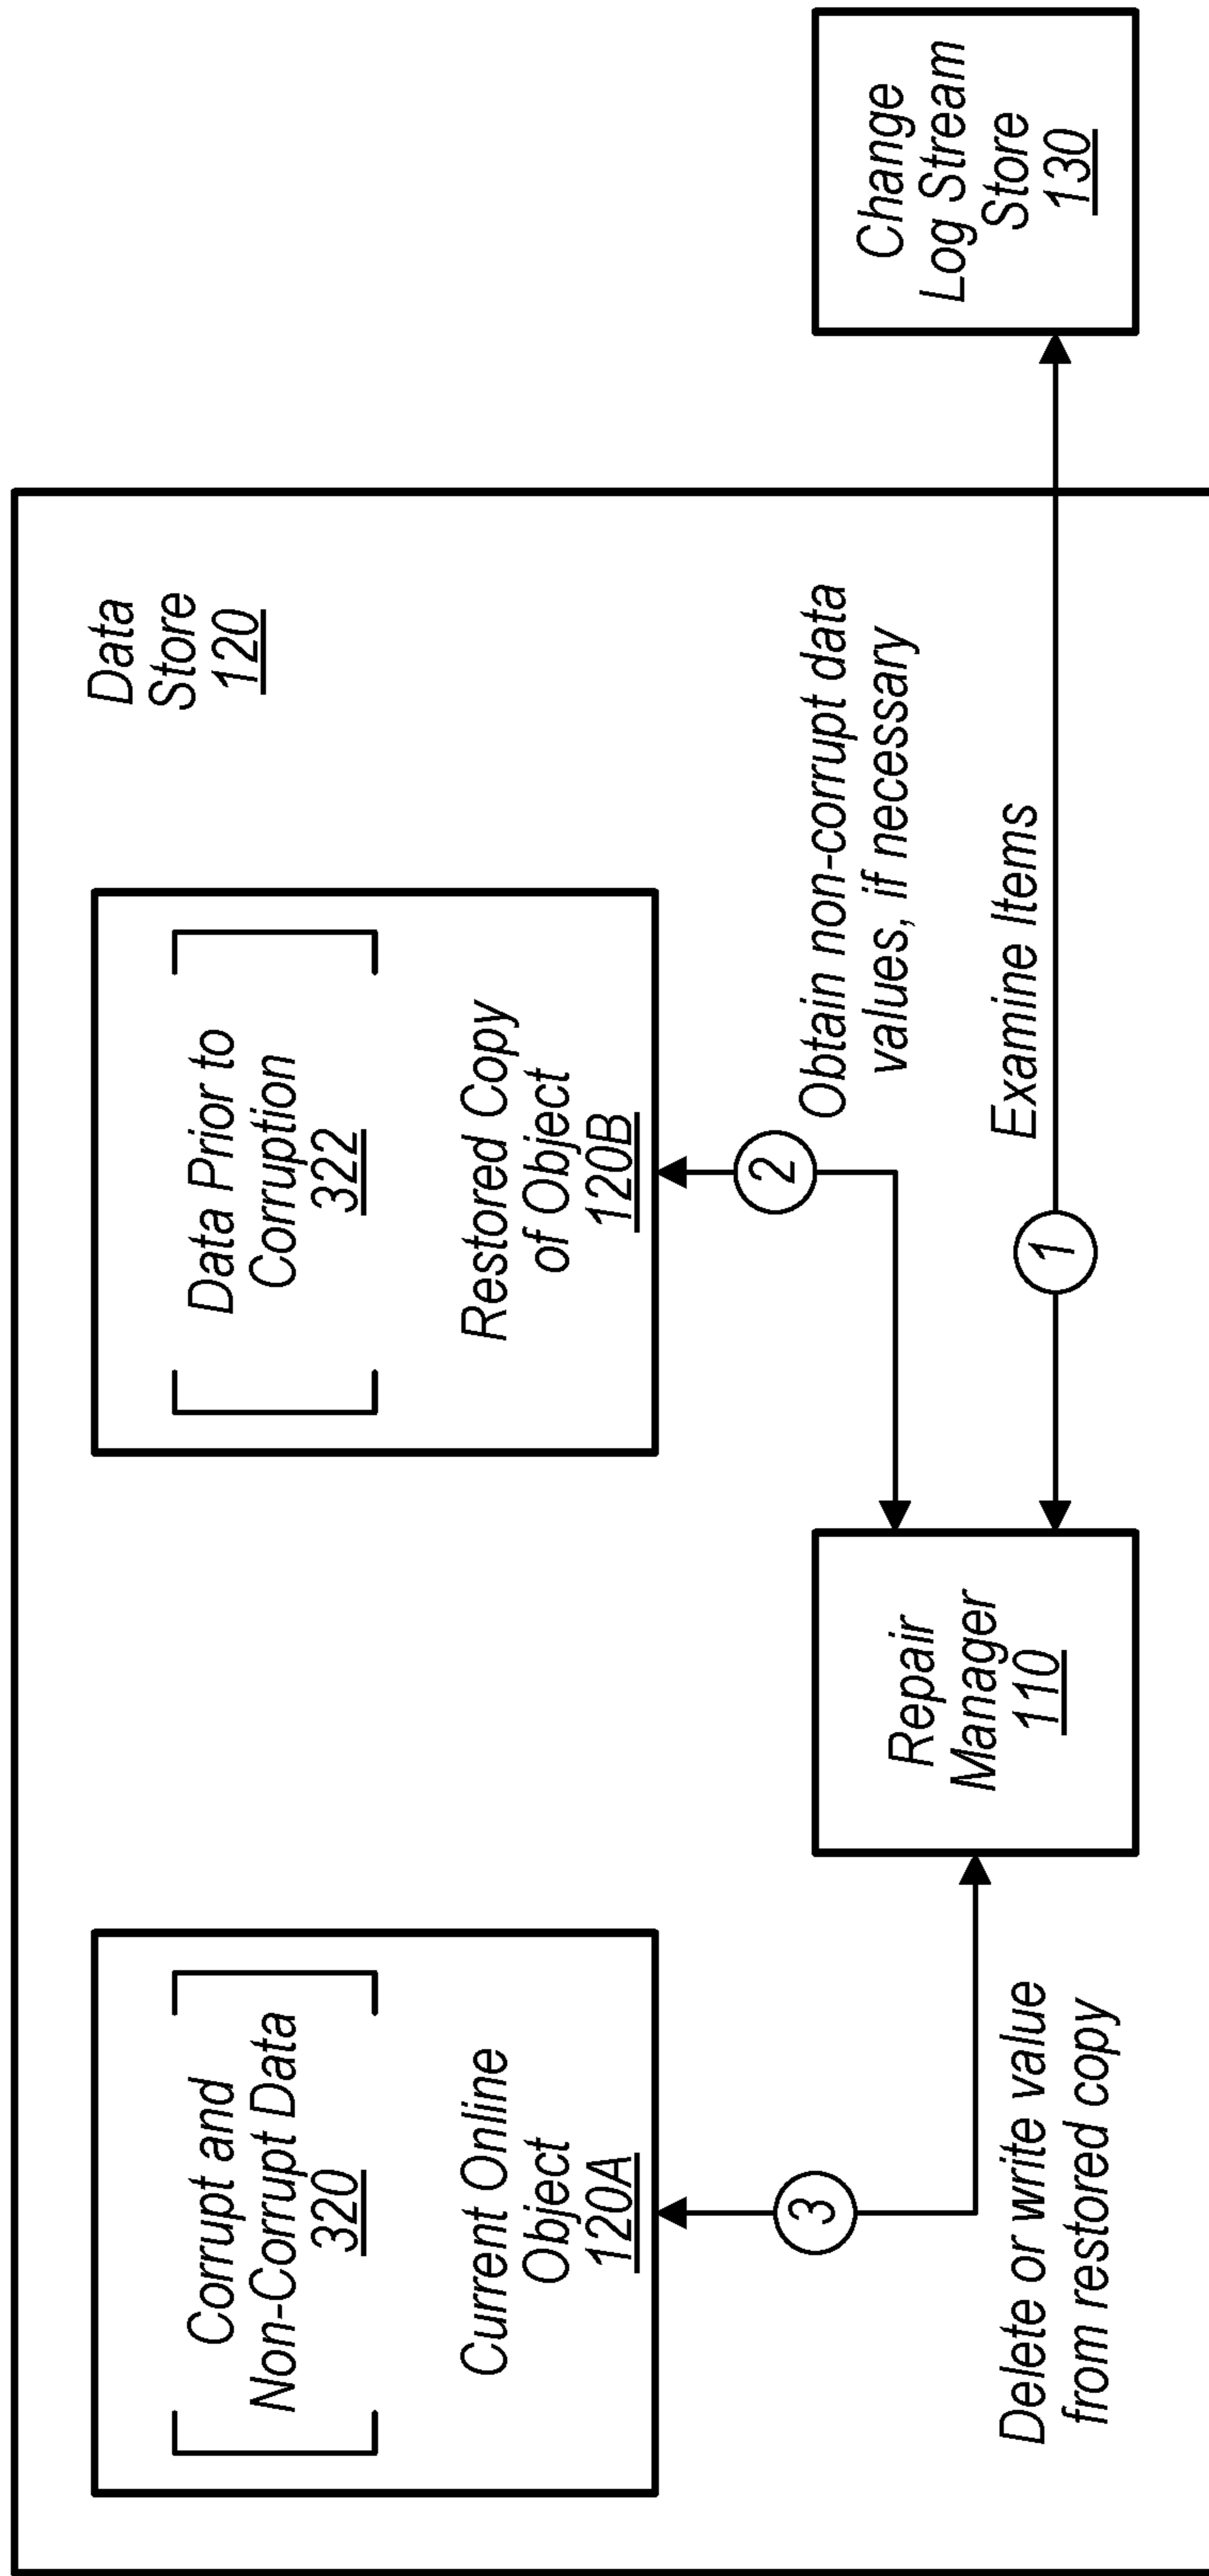 Data
Store
120
Corrupt and
Non-Corrupt Data
320
Current Online
Object
120A
Data Prior to
Corruption
322
Restored Copy
of Object
120B
3
2
Obtain non-corrupt data
values, if necessary
Delete or write value
from restored copy
Repair
Manager
110
1
Examine Items
Change
Log Stream
Store
130